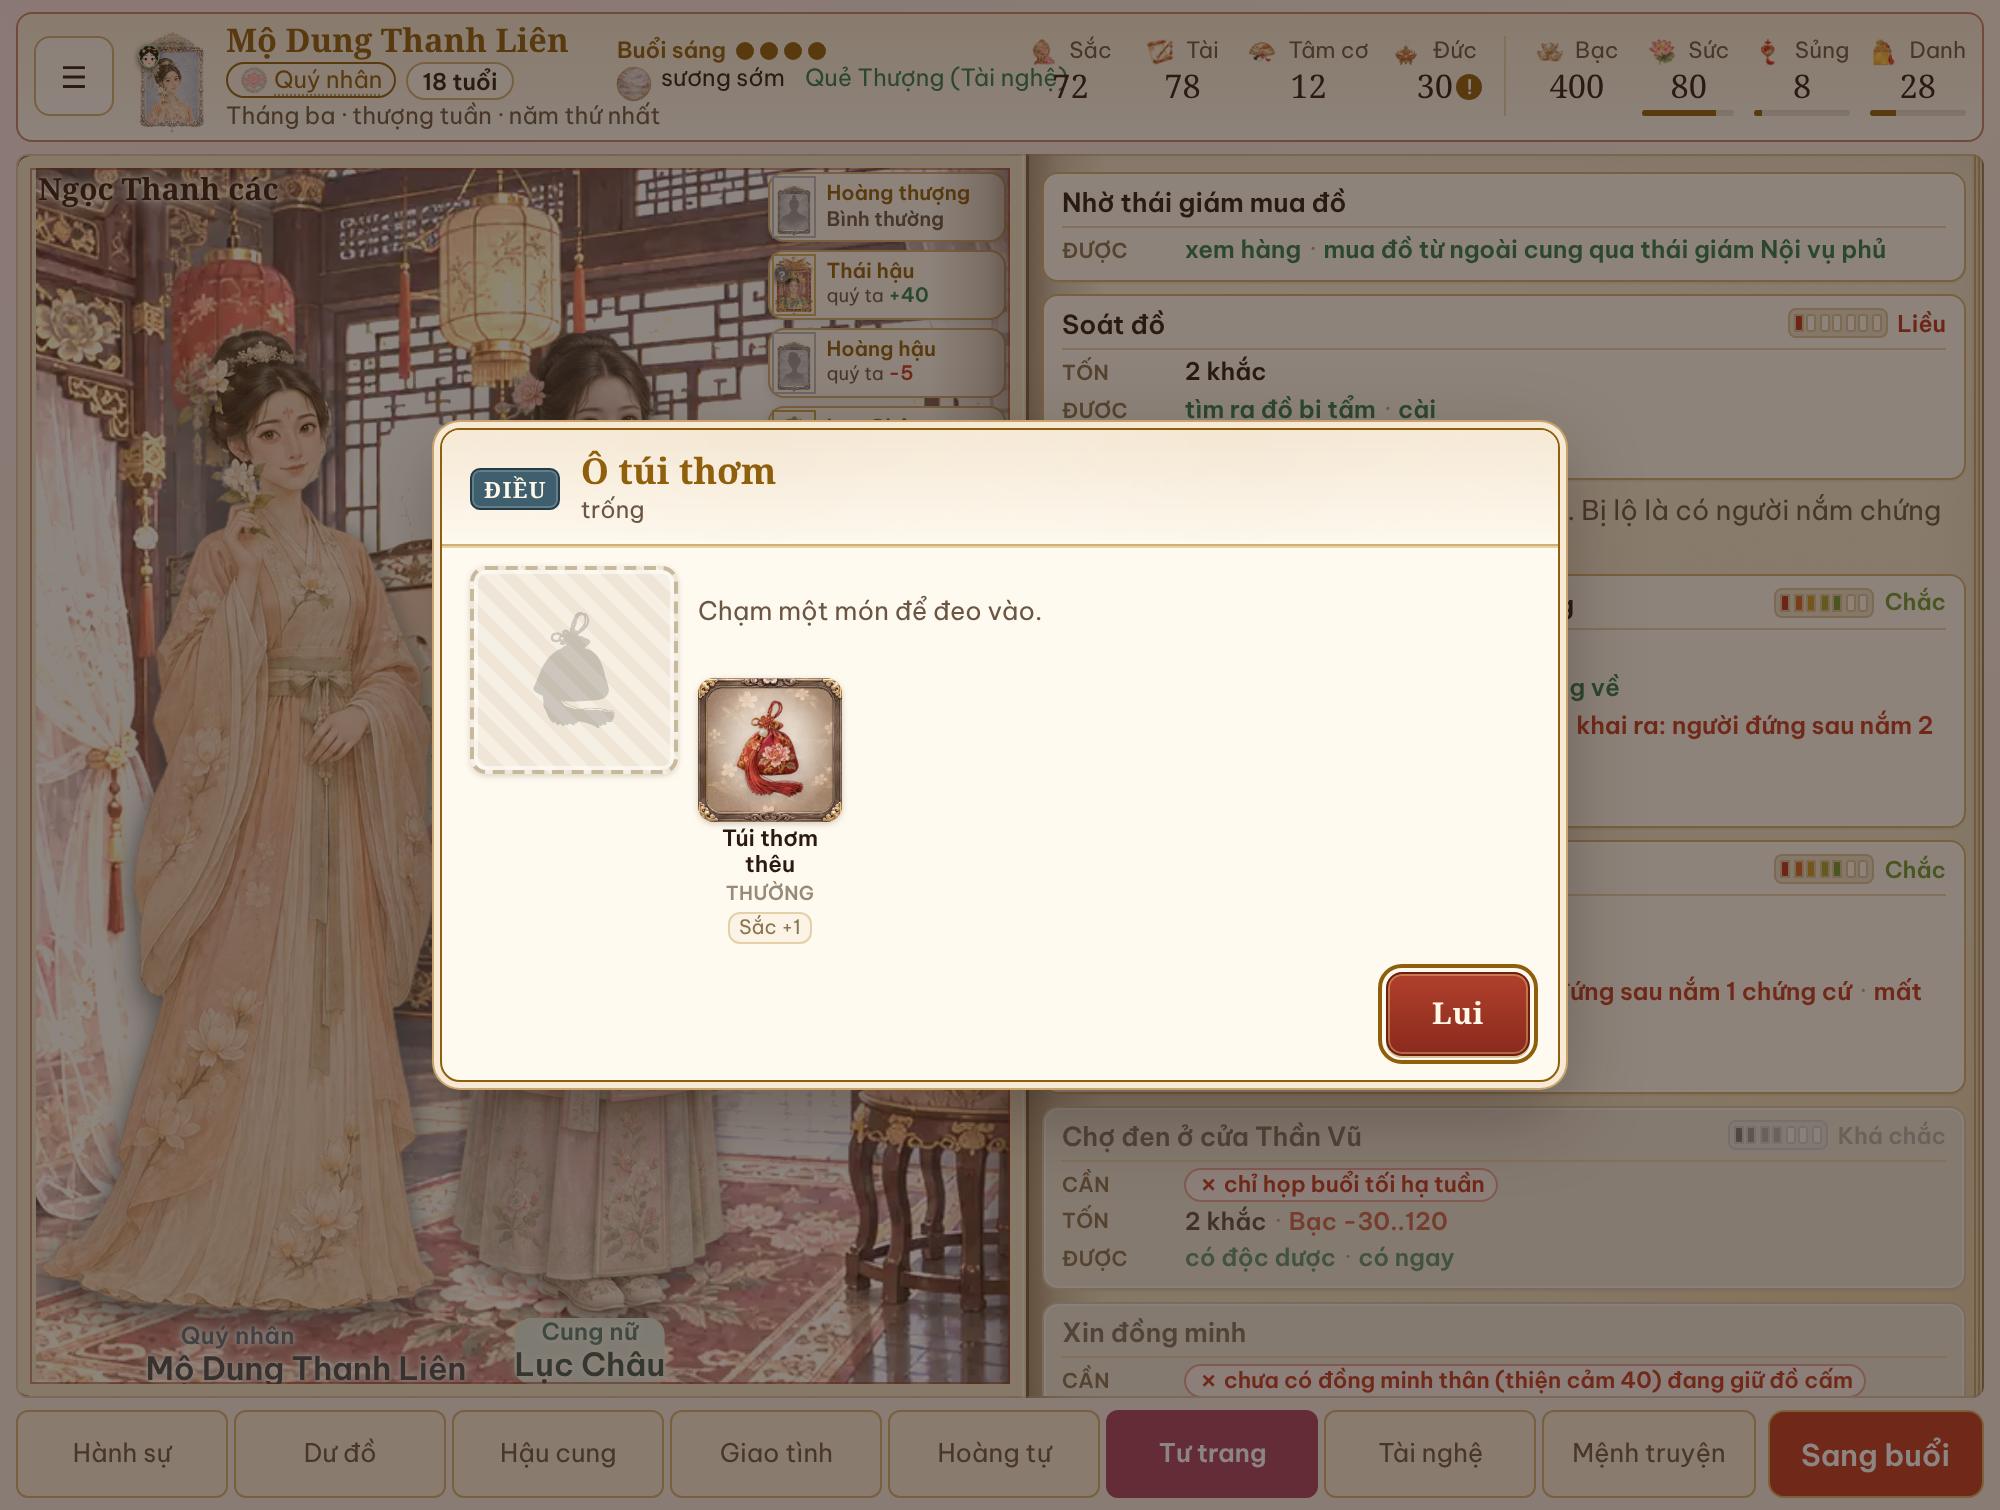 ☰
Mộ Dung Thanh Liên
Quý nhân
18 tuổi
Tháng ba · thượng tuần · năm thứ nhất
Buổi sáng
sương sớm
Quẻ Thượng (Tài nghệ)
Sắc
72
Tài
78
Tâm cơ
12
Đức
30
!
Bạc
400
Sức
80
Sủng
8
Danh
28
Ngọc Thanh các
Hoàng thượng
Bình thường
Thái hậu
quý ta +40
Hoàng hậu
quý ta -5
Nhờ thái giám mua đồ
ĐƯỢC xem hàng · mua đồ từ ngoài cung qua thái giám Nội vụ phủ
Soát đồ
Liều
TỐN 2 khắc
ĐƯỢC tìm ra đồ bị tẩm · cài
. Bị lộ là có người nắm chứng
Chắc
g về
khai ra: người đứng sau nắm 2
Chắc
ứng sau nắm 1 chứng cứ · mất
ĐIỀU
Ô túi thơm
trống
Chạm một món để đeo vào.
Túi thơm
thêu
THƯỜNG
Sắc +1
Lui
Chợ đen ở cửa Thần Vũ
Khá chắc
CẦN × chỉ họp buổi tối hạ tuần
TỐN 2 khắc · Bạc -30..120
ĐƯỢC có độc dược · có ngay
Xin đồng minh
CẦN × chưa có đồng minh thân (thiện cảm 40) đang giữ đồ cấm
Quý nhân
Mộ Dung Thanh Liên
Cung nữ
Lục Châu
Hành sự
Dư đồ
Hậu cung
Giao tình
Hoàng tự
Tư trang
Tài nghệ
Mệnh truyện
Sang buổi